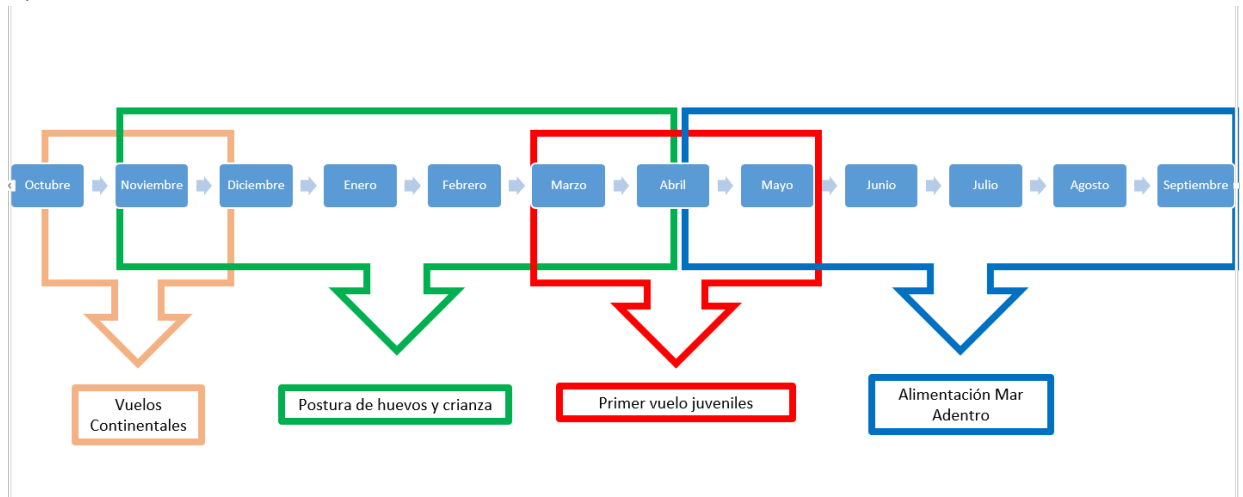 Octubre
Noviembre
Diciembre
Enero
Febrero
Marzo
Abril
Mayo
Junio
Julio
Agosto
Septiembre
Vuelos
Continentales
Postura de huevos y crianza
Primer vuelo juveniles
Alimentación Mar
Adentro